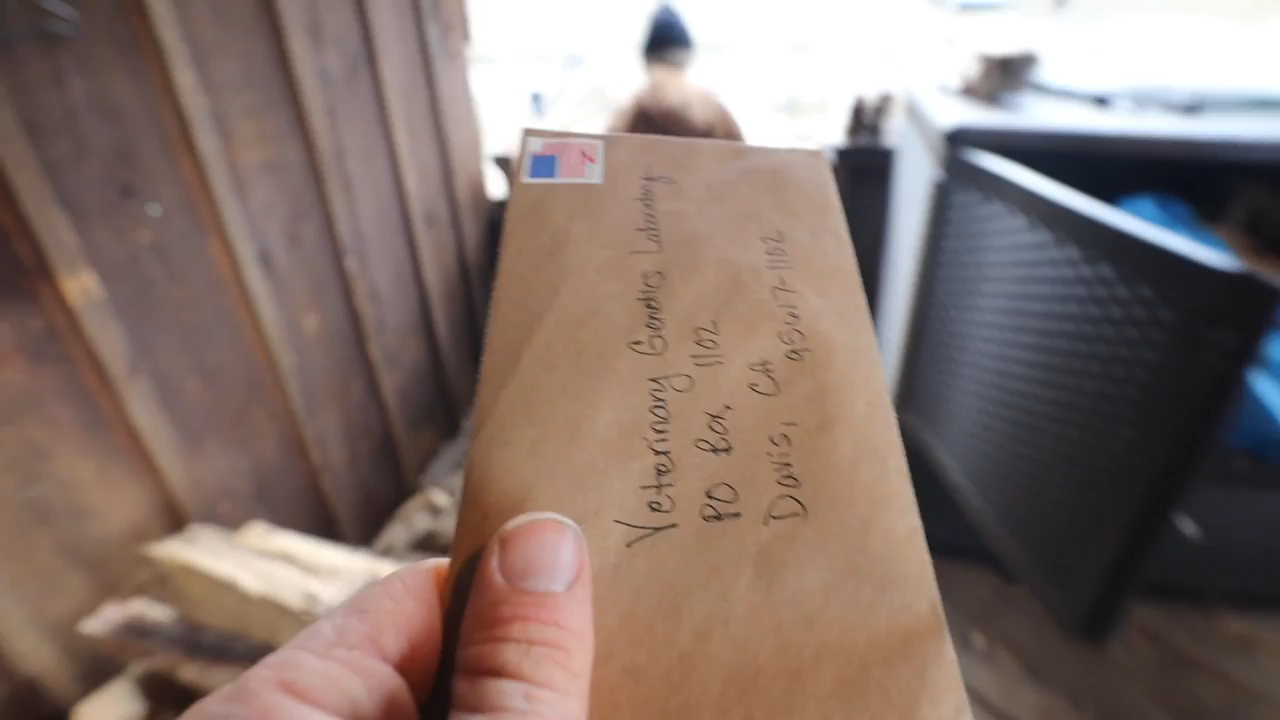 Veterinary Genetics Laboratory
PO Box 1102
Davis, CA 95617-1102